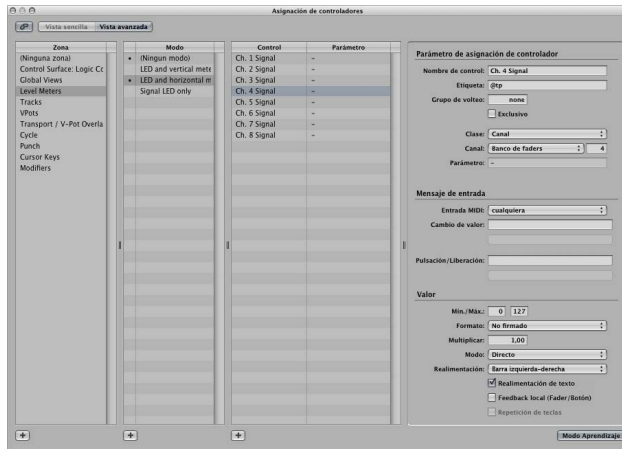 Asignación de controladores
Vista sencilla
Vista avanzada
Zona
(Ninguna zona)
Control Surface: Logic Cc
Global Views
Level Meters
Tracks
VPots
Transport / V-Pot Overla
Cycle
Punch
Cursor Keys
Modifiers
Modo
• (Ningun modo)
LED and vertical mete
• LED and horizontal m
Signal LED only
Control Parámetro
Ch. 1 Signal –
Ch. 2 Signal –
Ch. 3 Signal –
Ch. 4 Signal –
Ch. 5 Signal –
Ch. 6 Signal –
Ch. 7 Signal –
Ch. 8 Signal –
Parámetro de asignación de controlador
Nombre de control: Ch. 4 Signal
Etiqueta: @tp
Grupo de volteo: none
Exclusivo
Clase: Canal
Canal: Banco de faders 4
Parámetro: –
Mensaje de entrada
Entrada MIDI: cualquiera
Cambio de valor:
Pulsación/Liberación:
Valor
Mín./Máx.: 0 127
Formato: No firmado
Multiplicar: 1,00
Modo: Directo
Realimentación: Barra izquierda-derecha
Realimentación de texto
Feedback local (Fader/Botón)
Repetición de teclas
+ + +
Modo Aprendizaje